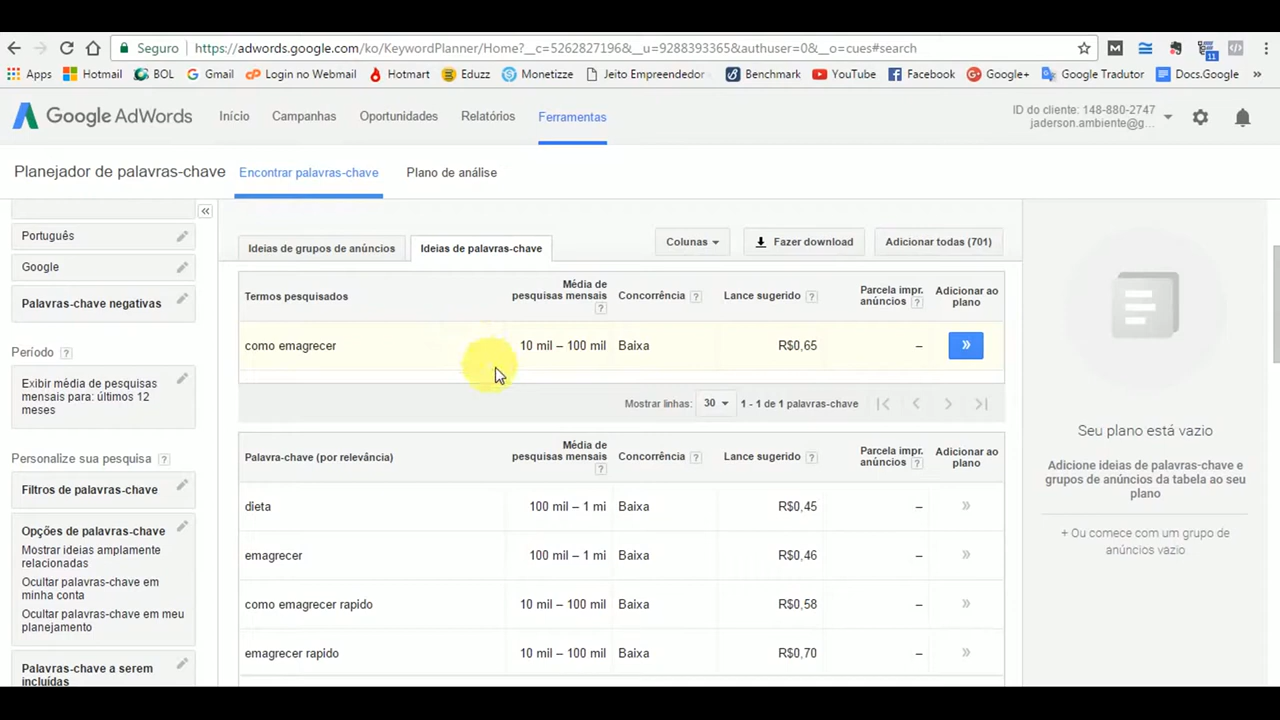 Seguro
https://adwords.google.com/ko/KeywordPlanner/Home?__c=5262827196&__u=9288393365&authuser=0&__o=cues#search
Apps Hotmail BOL Gmail Login no Webmail Hotmart Eduzz Monetizze Jeito Empreendedor Benchmark YouTube Facebook Google+ Google Tradutor Docs.Google »
11
Google AdWords
Início Campanhas Oportunidades Relatórios Ferramentas
ID do cliente: 148-880-2747
jaderson.ambiente@g...
Planejador de palavras-chave Encontrar palavras-chave Plano de análise
Português
Google
Palavras-chave negativas
Período ?
Exibir média de pesquisas
mensais para: últimos 12
meses
Personalize sua pesquisa ?
Filtros de palavras-chave
Opções de palavras-chave
Mostrar ideias amplamente
relacionadas
Ocultar palavras-chave em
minha conta
Ocultar palavras-chave em meu
planejamento
Palavras-chave a serem
incluídas
«
Ideias de grupos de anúncios Ideias de palavras-chave Colunas Fazer download Adicionar todas (701)
Termos pesquisados Média de pesquisas mensais ? Concorrência ? Lance sugerido ? Parcela impr. anúncios ? Adicionar ao plano
como emagrecer 10 mil – 100 mil Baixa R$0,65 – »
Mostrar linhas: 30 1 - 1 de 1 palavras-chave
Palavra-chave (por relevância) Média de pesquisas mensais ? Concorrência ? Lance sugerido ? Parcela impr. anúncios ? Adicionar ao plano
dieta 100 mil – 1 mi Baixa R$0,45 – »
emagrecer 100 mil – 1 mi Baixa R$0,46 – »
como emagrecer rapido 10 mil – 100 mil Baixa R$0,58 – »
emagrecer rapido 10 mil – 100 mil Baixa R$0,70 – »
Seu plano está vazio
Adicione ideias de palavras-chave e
grupos de anúncios da tabela ao seu
plano
+ Ou comece com um grupo de
anúncios vazio